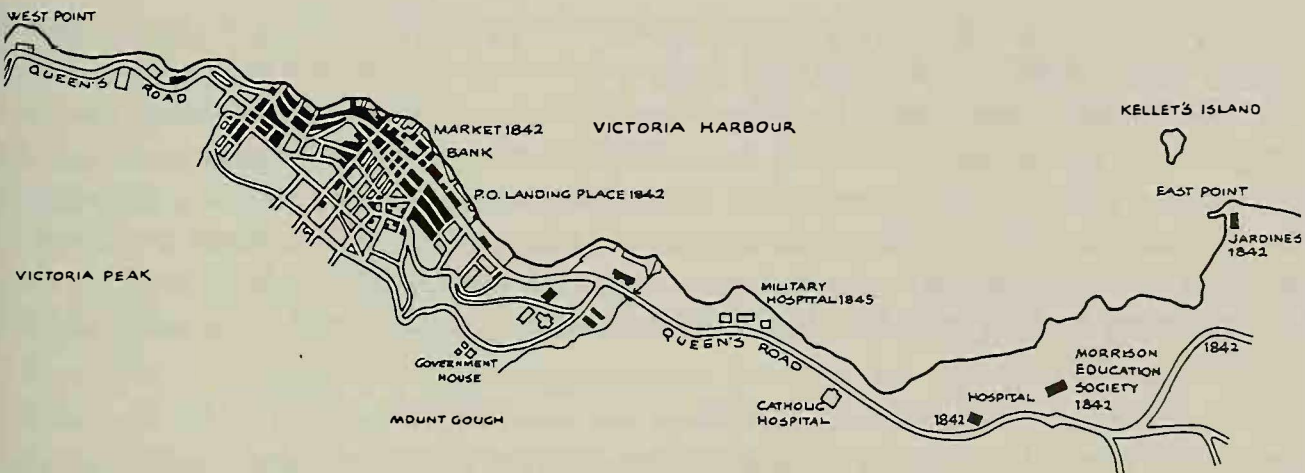 WEST POINT
QUEEN'S ROAD
MARKET 1842
BANK
VICTORIA HARBOUR
P.O. LANDING PLACE 1842
KELLET'S ISLAND
EAST POINT
JARDINES
1842
VICTORIA PEAK
MILITARY
HOSPITAL 1845
QUEEN'S ROAD
GOVERNMENT
HOUSE
MOUNT GOUGH
CATHOLIC
HOSPITAL
1842
HOSPITAL
MORRISON
EDUCATION
SOCIETY
1842
1842